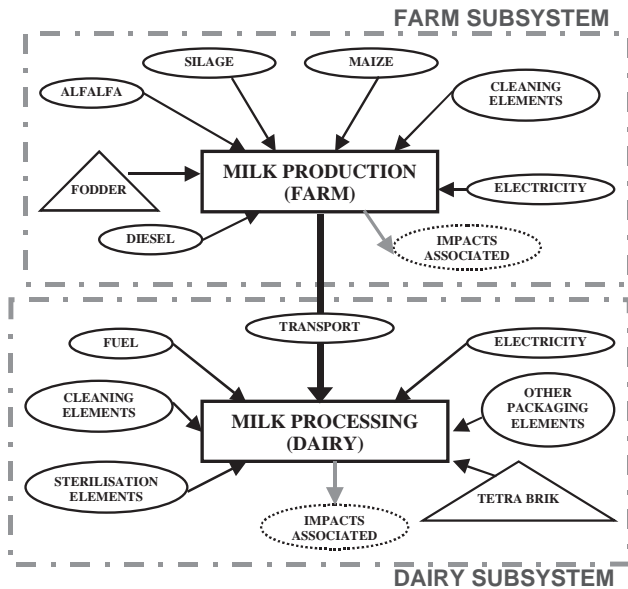 FARM SUBSYSTEM
SILAGE
MAIZE
ALFALFA
CLEANING
ELEMENTS
MILK PRODUCTION
(FARM)
FODDER
ELECTRICITY
DIESEL
IMPACTS
ASSOCIATED
TRANSPORT
FUEL
ELECTRICITY
CLEANING
ELEMENTS
OTHER
PACKAGING
ELEMENTS
MILK PROCESSING
(DAIRY)
STERILISATION
ELEMENTS
TETRA BRIK
IMPACTS
ASSOCIATED
DAIRY SUBSYSTEM